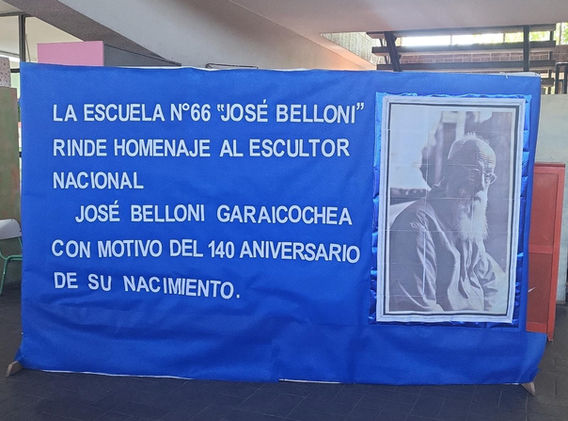 LA ESCUELA N°66 "JOSÉ BELLONI"
RINDE HOMENAJE AL ESCULTOR
NACIONAL
JOSÉ BELLONI GARAICOCHEA
CON MOTIVO DEL 140 ANIVERSARIO
DE SU NACIMIENTO.